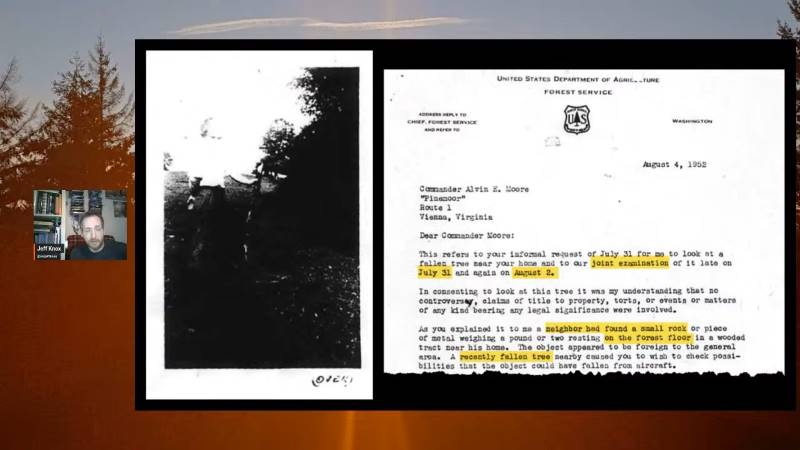 (OVER)
UNITED STATES DEPARTMENT OF AGRICULTURE
FOREST SERVICE
ADDRESS REPLY TO
CHIEF, FOREST SERVICE
AND REFER TO
U S
WASHINGTON
August 4, 1952
Commander Alvin E. Moore
"Pinemoor"
Route 1
Vienna, Virginia
Dear Commander Moore:
This refers to your informal request of July 31 for me to look at a
fallen tree near your home and to our joint examination of it late on
July 31 and again on August 2.
In consenting to look at this tree it was my understanding that no
controversy, claims of title to property, torts, or events or matters
of any kind bearing any legal significance were involved.
As you explained it to me a neighbor had found a small rock or piece
of metal weighing a pound or two resting on the forest floor in a wooded
tract near his home. The object appeared to be foreign to the general
area. A recently fallen tree nearby caused you to wish to check possi-
bilities that the object could have fallen from aircraft.
Jeff Knox